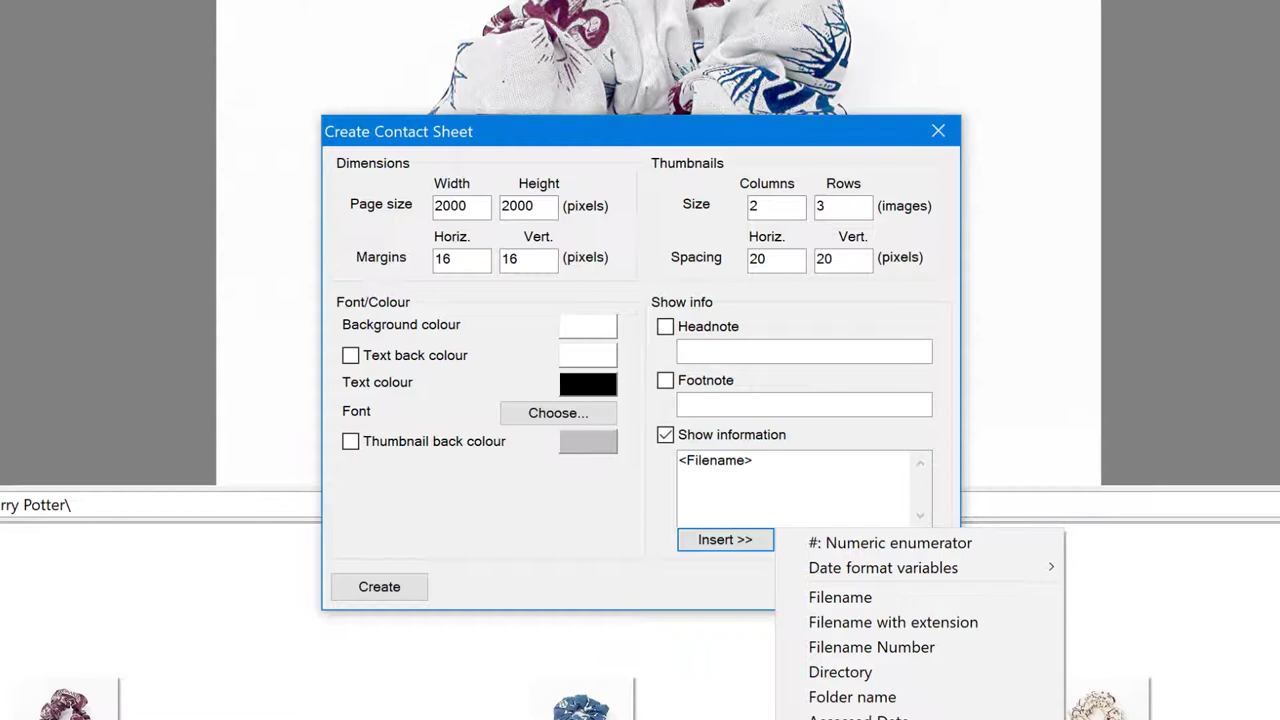 Create Contact Sheet
Dimensions
Width Height
Page size 2000 2000 (pixels)
Horiz. Vert.
Margins 16 16 (pixels)
Thumbnails
Columns Rows
Size 2 3 (images)
Horiz. Vert.
Spacing 20 20 (pixels)
Font/Colour
Background colour
Text back colour
Text colour
Font Choose...
Thumbnail back colour
Show info
Headnote
Footnote
Show information
<Filename>
Insert >>
Create
rry Potter\
#: Numeric enumerator
Date format variables
Filename
Filename with extension
Filename Number
Directory
Folder name
Accessed Date